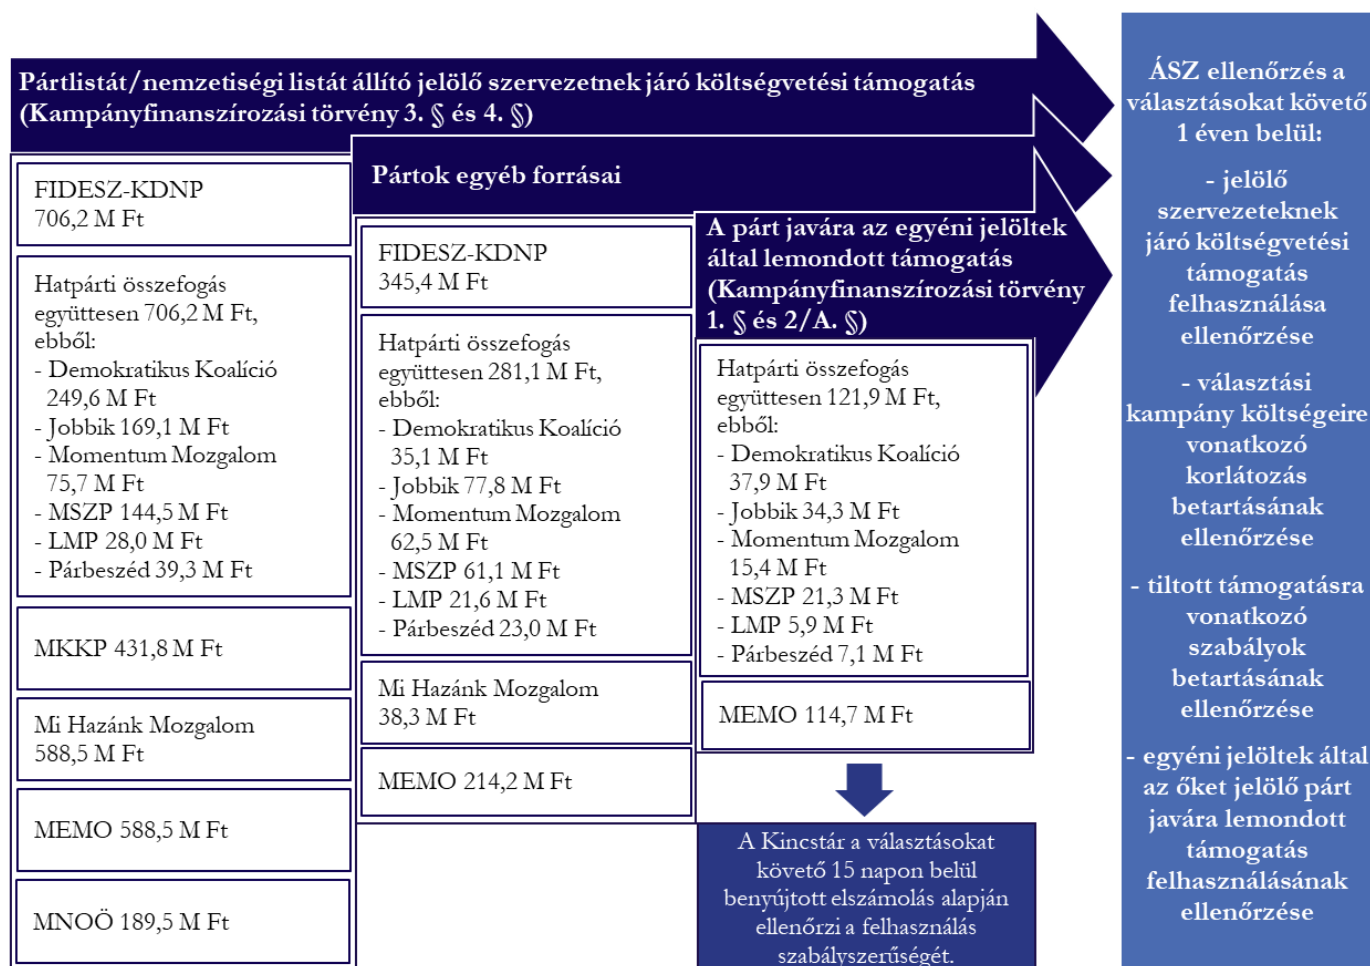 Pártlistát/nemzetiségi listát állító jelölő szervezetnek járó költségvetési támogatás
(Kampányfinanszírozási törvény 3. § és 4. §)
FIDESZ-KDNP
706,2 M Ft
Hatpárti összefogás
együttesen 706,2 M Ft,
ebből:
- Demokratikus Koalíció
249,6 M Ft
- Jobbik 169,1 M Ft
- Momentum Mozgalom
75,7 M Ft
- MSZP 144,5 M Ft
- LMP 28,0 M Ft
- Párbeszéd 39,3 M Ft
MKKP 431,8 M Ft
Mi Hazánk Mozgalom
588,5 M Ft
MEMO 588,5 M Ft
MNOÖ 189,5 M Ft
Pártok egyéb forrásai
FIDESZ-KDNP
345,4 M Ft
Hatpárti összefogás
együttesen 281,1 M Ft,
ebből:
- Demokratikus Koalíció
35,1 M Ft
- Jobbik 77,8 M Ft
- Momentum Mozgalom
62,5 M Ft
- MSZP 61,1 M Ft
- LMP 21,6 M Ft
- Párbeszéd 23,0 M Ft
Mi Hazánk Mozgalom
38,3 M Ft
MEMO 214,2 M Ft
A párt javára az egyéni jelöltek
által lemondott támogatás
(Kampányfinanszírozási törvény
1. § és 2/A. §)
Hatpárti összefogás
együttesen 121,9 M Ft,
ebből:
- Demokratikus Koalíció
37,9 M Ft
- Jobbik 34,3 M Ft
- Momentum Mozgalom
15,4 M Ft
- MSZP 21,3 M Ft
- LMP 5,9 M Ft
- Párbeszéd 7,1 M Ft
MEMO 114,7 M Ft
A Kincstár a választásokat
követő 15 napon belül
benyújtott elszámolás alapján
ellenőrzi a felhasználás
szabályszerűségét.
ÁSZ ellenőrzés a
választásokat követő
1 éven belül:
- jelölő
szervezeteknek
járó költségvetési
támogatás
felhasználása
ellenőrzése
- választási
kampány költségeire
vonatkozó
korlátozás
betartásának
ellenőrzése
- tiltott támogatásra
vonatkozó
szabályok
betartásának
ellenőrzése
- egyéni jelöltek által
az őket jelölő párt
javára lemondott
támogatás
felhasználásának
ellenőrzése